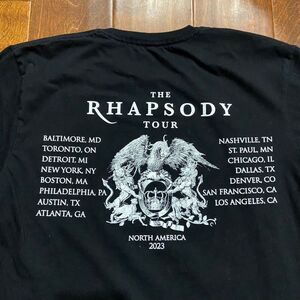 THE
RHAPSODY
TOUR
BALTIMORE, MD
TORONTO, ON
DETROIT, MI
NEW YORK, NY
BOSTON, MA
PHILADELPHIA, PA
AUSTIN, TX
ATLANTA, GA
NASHVILLE, TN
ST. PAUL, MN
CHICAGO, IL
DALLAS, TX
DENVER, CO
SAN FRANCISCO, CA
LOS ANGELES, CA
NORTH AMERICA
2023